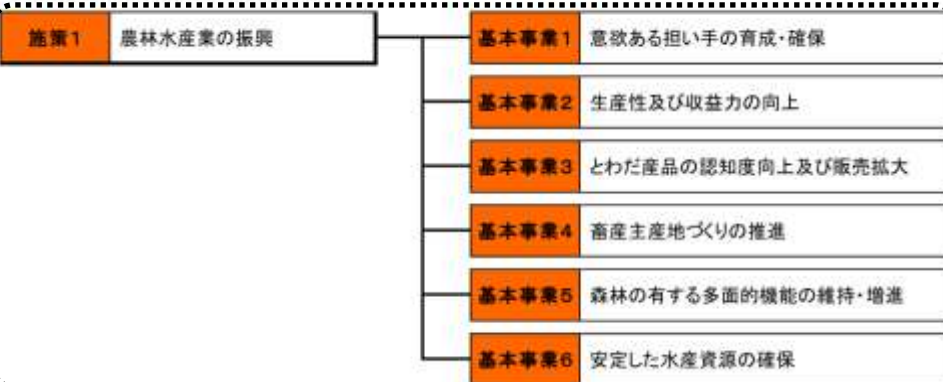 施策1 農林水産業の振興
基本事業1 意欲ある担い手の育成・確保
基本事業2 生産性及び収益力の向上
基本事業3 とわだ産品の認知度向上及び販売拡大
基本事業4 畜産主産地づくりの推進
基本事業5 森林の有する多面的機能の維持・増進
基本事業6 安定した水産資源の確保